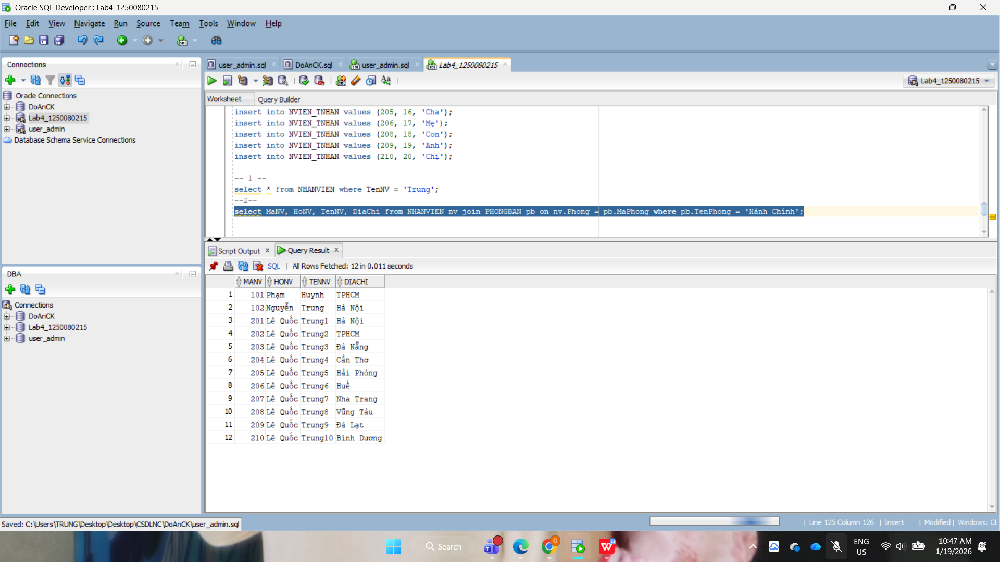 Oracle SQL Developer : Lab4_1250080215
File Edit View Navigate Run Source Team Tools Window Help
Connections
Oracle Connections
DoAnCK
Lab4_1250080215
user_admin
Database Schema Service Connections
user_admin.sql DoAnCK.sql user_admin.sql Lab4_1250080215
Lab4_1250080215
Worksheet Query Builder
insert into NVIEN_TNHAN values (205, 16, 'Cha');
insert into NVIEN_TNHAN values (206, 17, 'Mẹ');
insert into NVIEN_TNHAN values (208, 18, 'Con');
insert into NVIEN_TNHAN values (209, 19, 'Anh');
insert into NVIEN_TNHAN values (210, 20, 'Chị');
-- 1 --
select * from NHANVIEN where TenNV = 'Trung';
--2--
select MaNV, HoNV, TenNV, DiaChi from NHANVIEN nv join PHONGBAN pb on nv.Phong = pb.MaPhong where pb.TenPhong = 'Hành Chính';
Script Output Query Result
SQL | All Rows Fetched: 12 in 0.011 seconds
MANV HONV TENNV DIACHI
1 101 Phạm Huynh TPHCM
2 102 Nguyễn Trung Hà Nội
3 201 Lê Quốc Trung1 Hà Nội
4 202 Lê Quốc Trung2 TPHCM
5 203 Lê Quốc Trung3 Đà Nẵng
6 204 Lê Quốc Trung4 Cần Thơ
7 205 Lê Quốc Trung5 Hải Phòng
8 206 Lê Quốc Trung6 Huế
9 207 Lê Quốc Trung7 Nha Trang
10 208 Lê Quốc Trung8 Vũng Tàu
11 209 Lê Quốc Trung9 Đà Lạt
12 210 Lê Quốc Trung10 Bình Dương
DBA
Connections
DoAnCK
Lab4_1250080215
user_admin
Saved: C:\Users\TRUNG\Desktop\Desktop\CSDLNC\DoAnCK\user_admin.sql
| Line 125 Column 126 | Insert | Modified | Windows: CF
Search
ENG
US
10:47 AM
1/19/2026